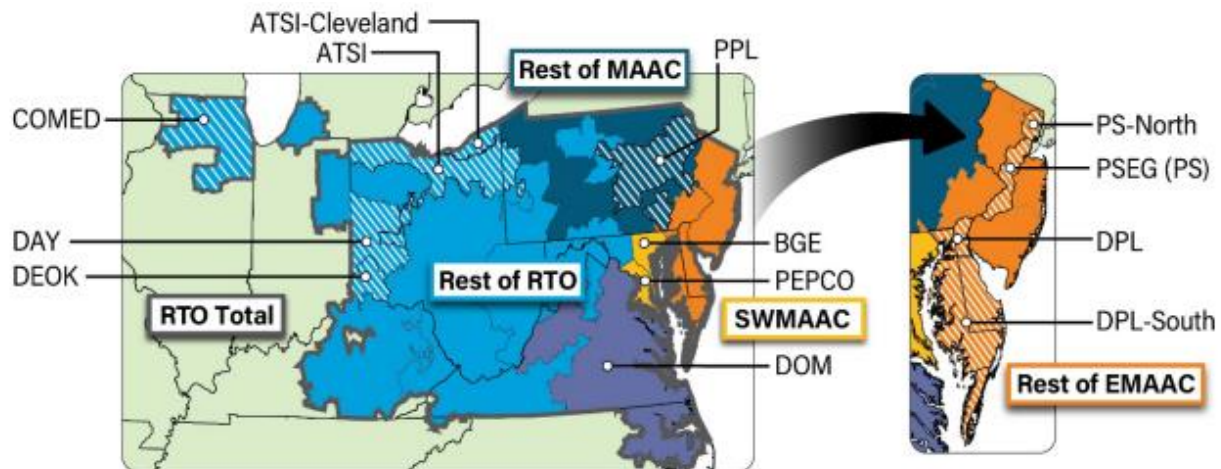 ATSI-Cleveland
ATSI
Rest of MAAC
PPL
COMED
PS-North
PSEG (PS)
DAY
BGE
DPL
DEOK
Rest of RTO
PEPCO
RTO Total
SWMAAC
DPL-South
DOM
Rest of EMAAC